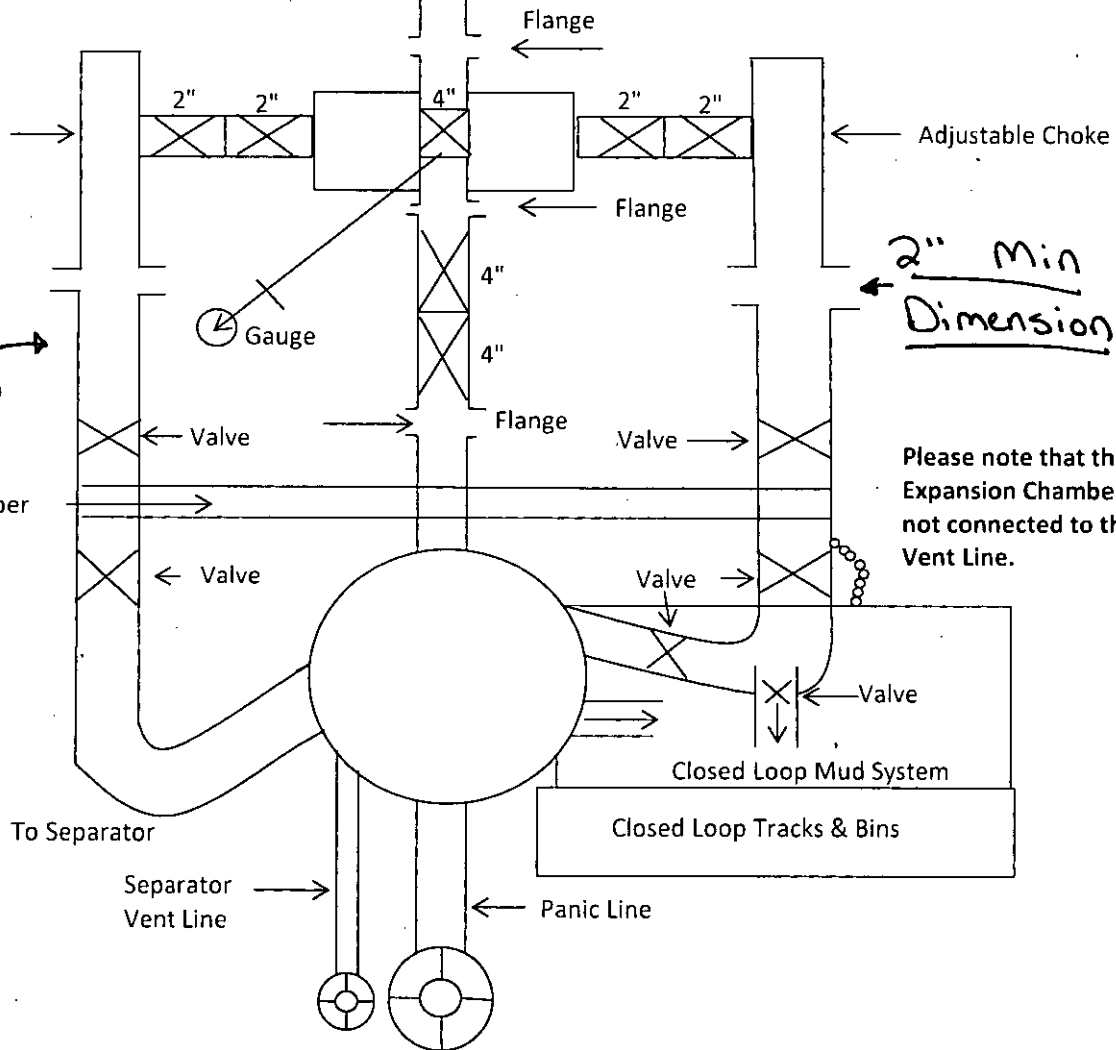 Flange
2" 2" 4" 2" 2"
Adjustable Choke
Flange
2" Min
Dimension
4"
Gauge
4"
Flange
Valve
Valve
Please note that th
Expansion Chambe
not connected to th
Vent Line.
ber
Valve
Valve
Valve
Valve
Closed Loop Mud System
To Separator
Closed Loop Tracks & Bins
Separator
Vent Line
Panic Line